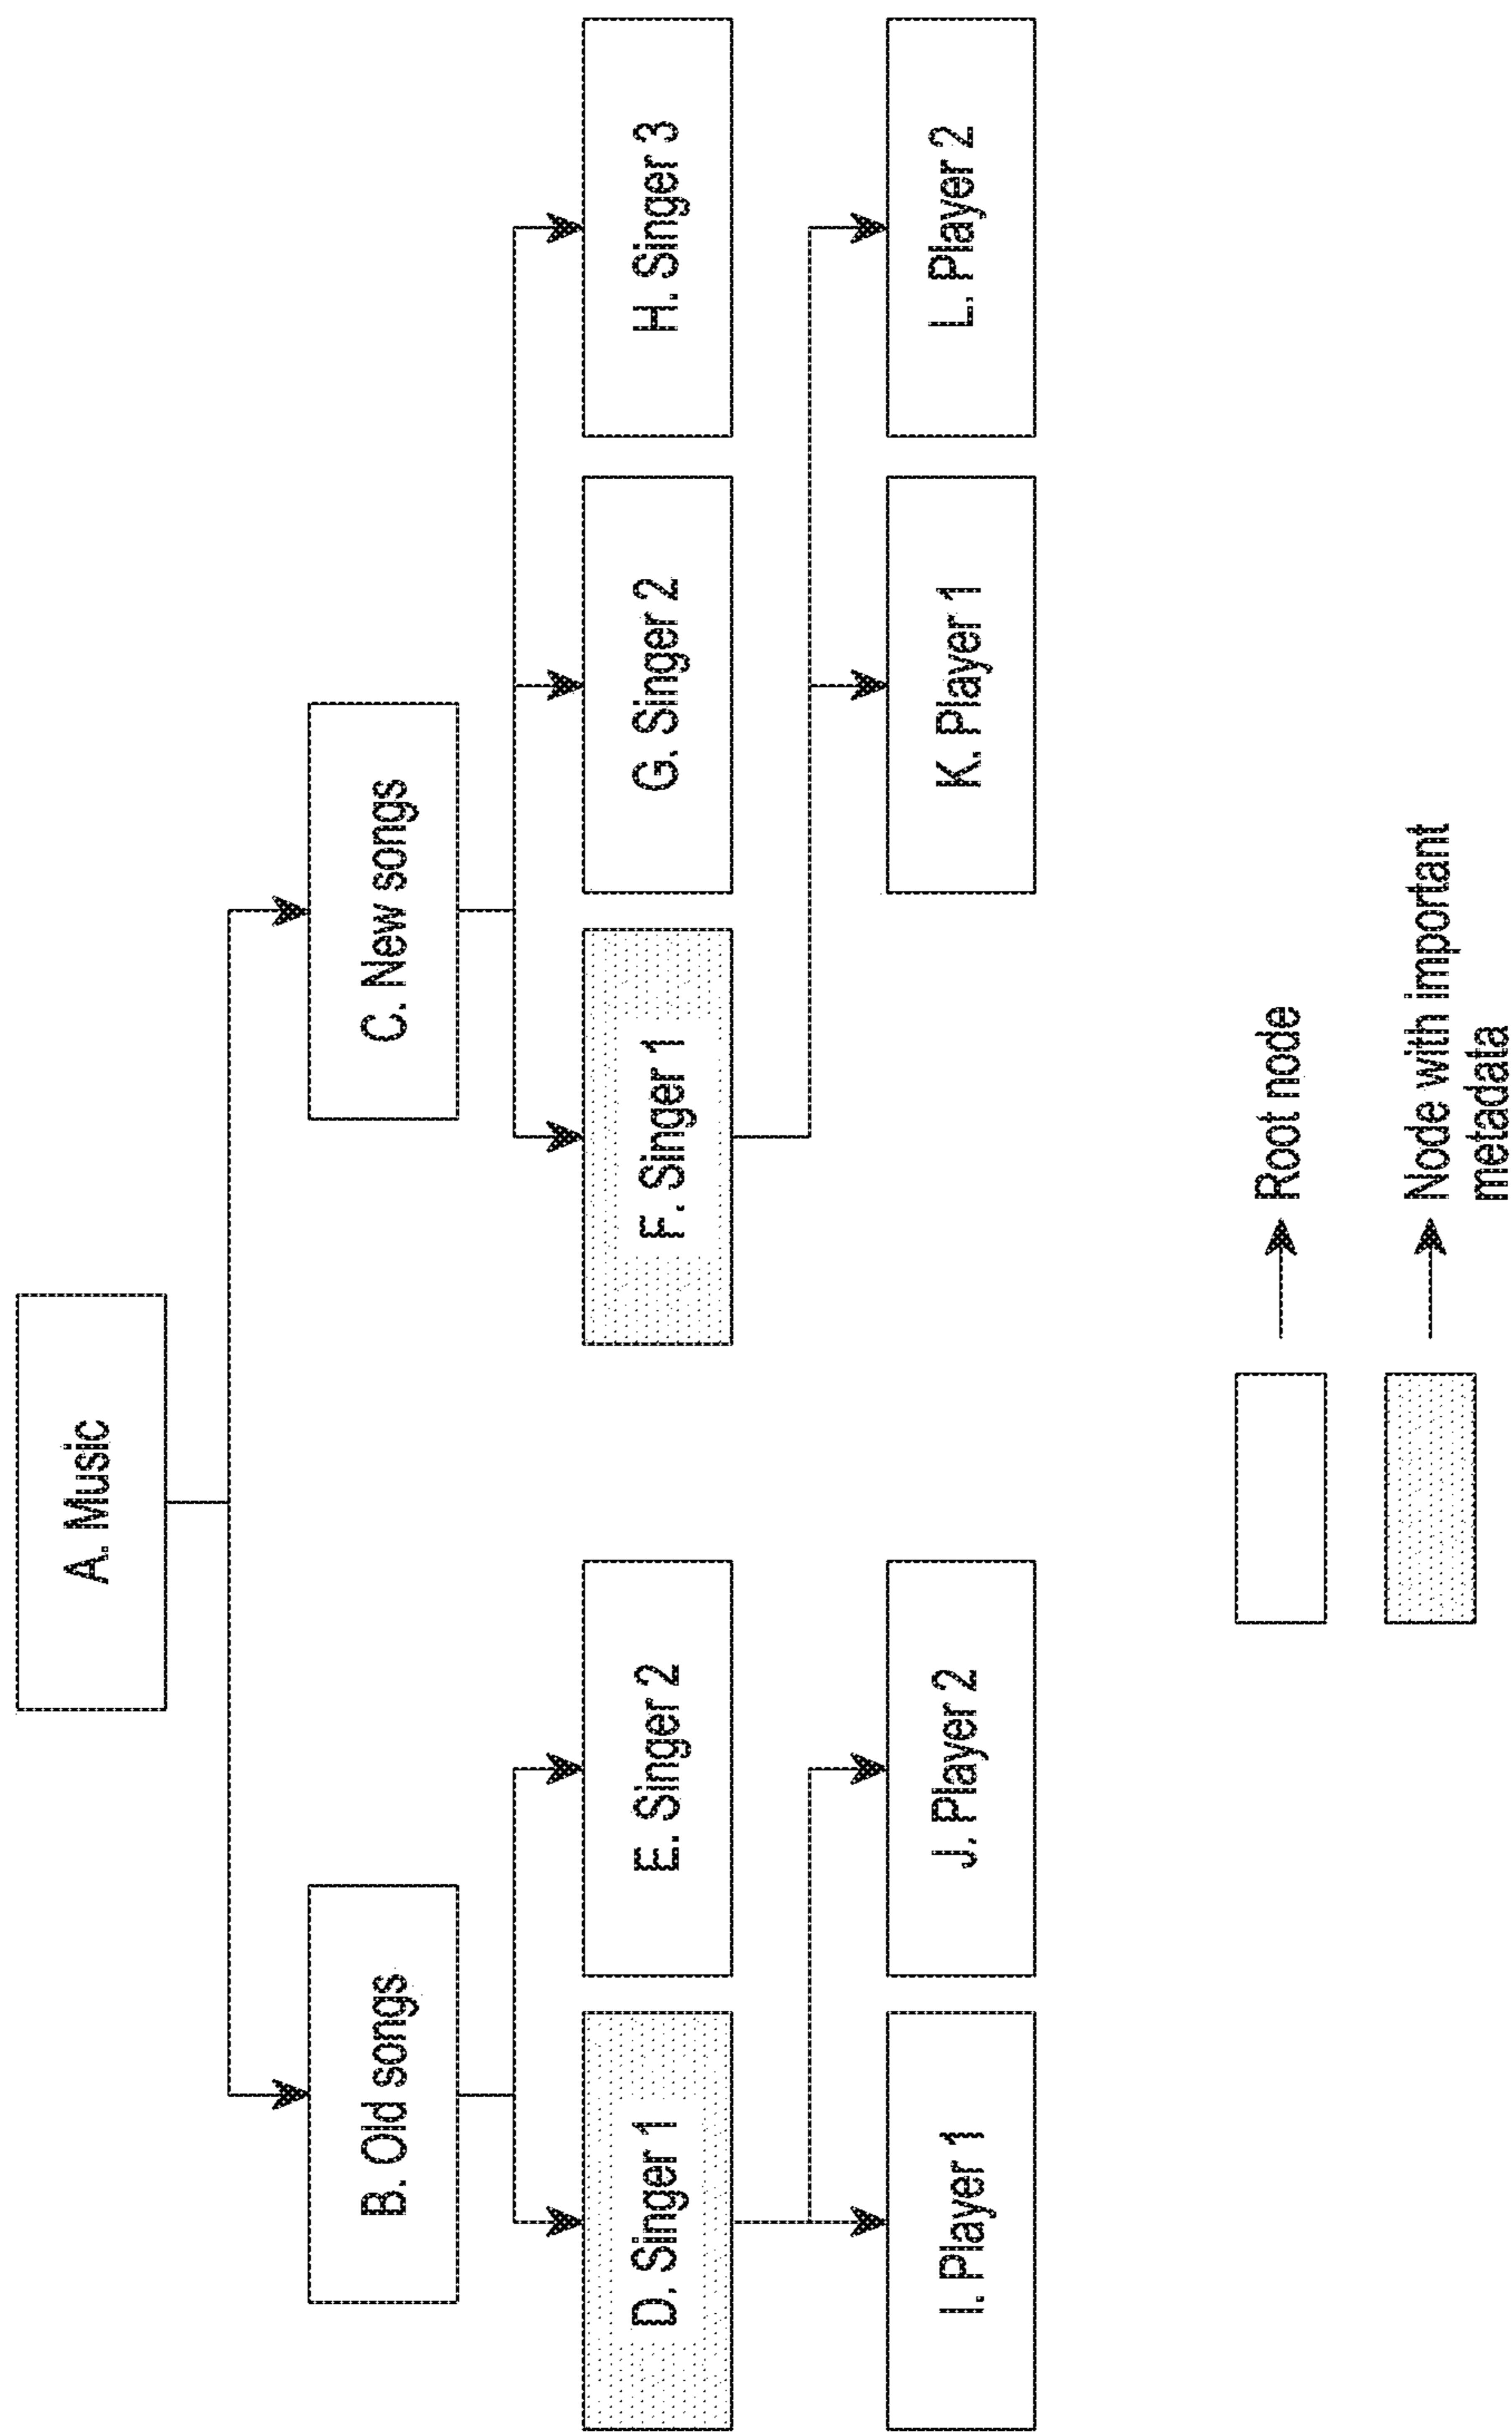 A. Music
B. Old songs
C. New songs
D. Singer 1
E. Singer 2
F. Singer 1
G. Singer 2
H. Singer 3
I. Player 1
J. Player 2
K. Player 1
L. Player 2
Root node
Node with important
metadata